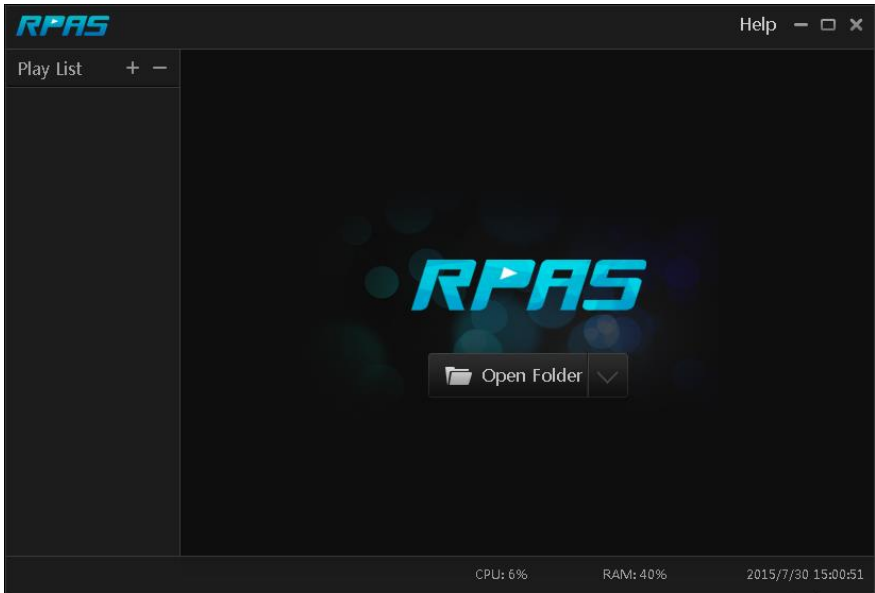 RPAS
Help
Play List
RPAS
Open Folder
CPU: 6% RAM: 40% 2015/7/30 15:00:51